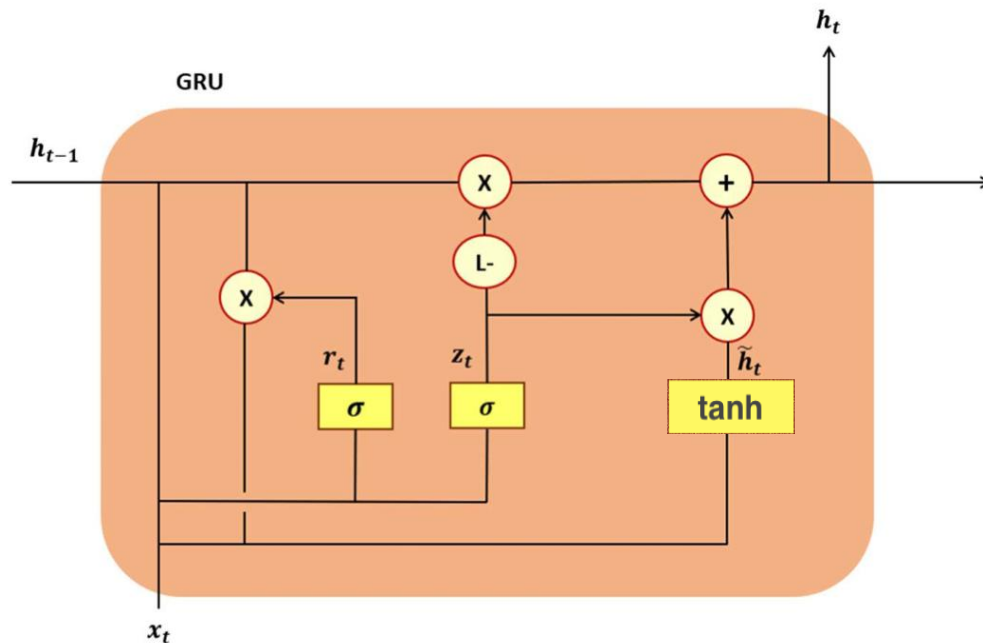 h_t
GRU
h_{t-1}
X
+
L-
X
X
r_t
z_t
h̃_t
σ
σ
tanh
x_t